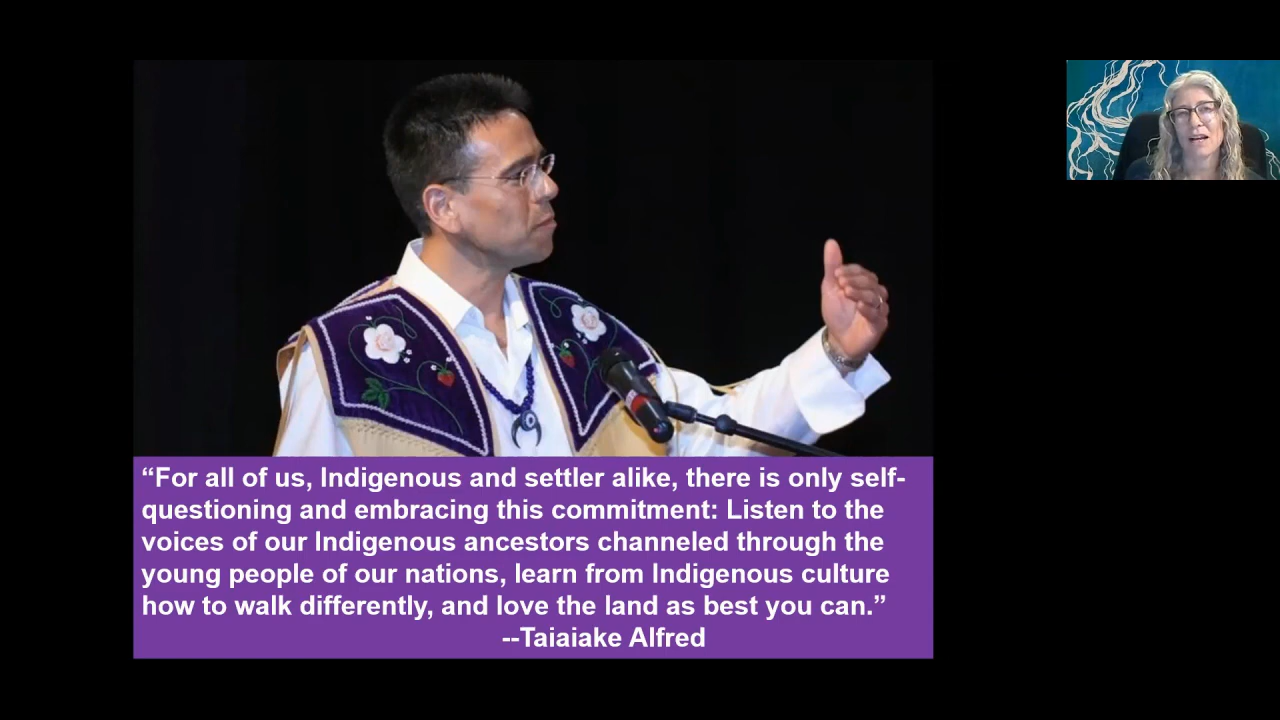 “For all of us, Indigenous and settler alike, there is only self-
questioning and embracing this commitment: Listen to the
voices of our Indigenous ancestors channeled through the
young people of our nations, learn from Indigenous culture
how to walk differently, and love the land as best you can.”
--Taiaiake Alfred